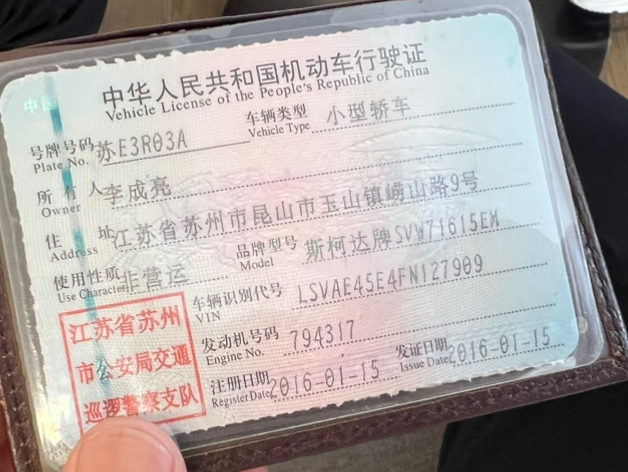 中华人民共和国机动车行驶证
Vehicle License of the People's Republic of China
号牌号码 苏E3R03A 车辆类型 小型轿车
Plate No. Vehicle Type
所有人 李成亮
Owner
住址 江苏省苏州市昆山市玉山镇崂山路9号
Address
使用性质 非营运 品牌型号 斯柯达牌SVW71615EM
Use Character Model
车辆识别代号 LSVAE45E4FN127909
VIN
发动机号码 794317
Engine No.
注册日期 2016-01-15 发证日期 2016-01-15
Register Date Issue Date
江苏省苏州
市公安局交通
巡逻警察支队